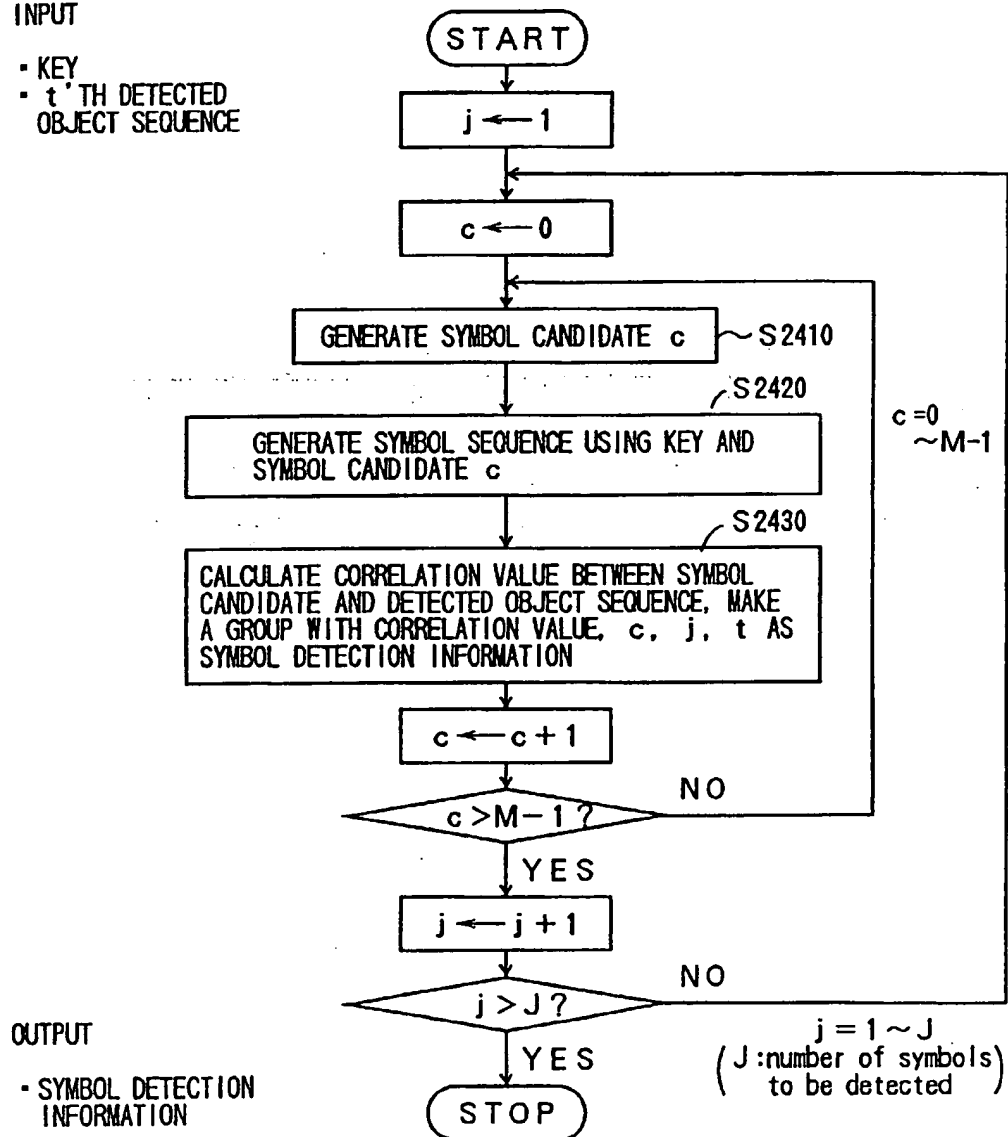 INPUT
- KEY
- t'TH DETECTED
OBJECT SEQUENCE
START
j ← 1
c ← 0
GENERATE SYMBOL CANDIDATE c
S2410
S2420
GENERATE SYMBOL SEQUENCE USING KEY AND
SYMBOL CANDIDATE c
c=0
~M-1
S2430
CALCULATE CORRELATION VALUE BETWEEN SYMBOL
CANDIDATE AND DETECTED OBJECT SEQUENCE, MAKE
A GROUP WITH CORRELATION VALUE, c, j, t AS
SYMBOL DETECTION INFORMATION
c ← c + 1
c > M - 1 ?
NO
YES
j ← j + 1
j > J ?
NO
YES
j = 1 ~ J
( J :number of symbols
to be detected )
STOP
OUTPUT
- SYMBOL DETECTION
INFORMATION